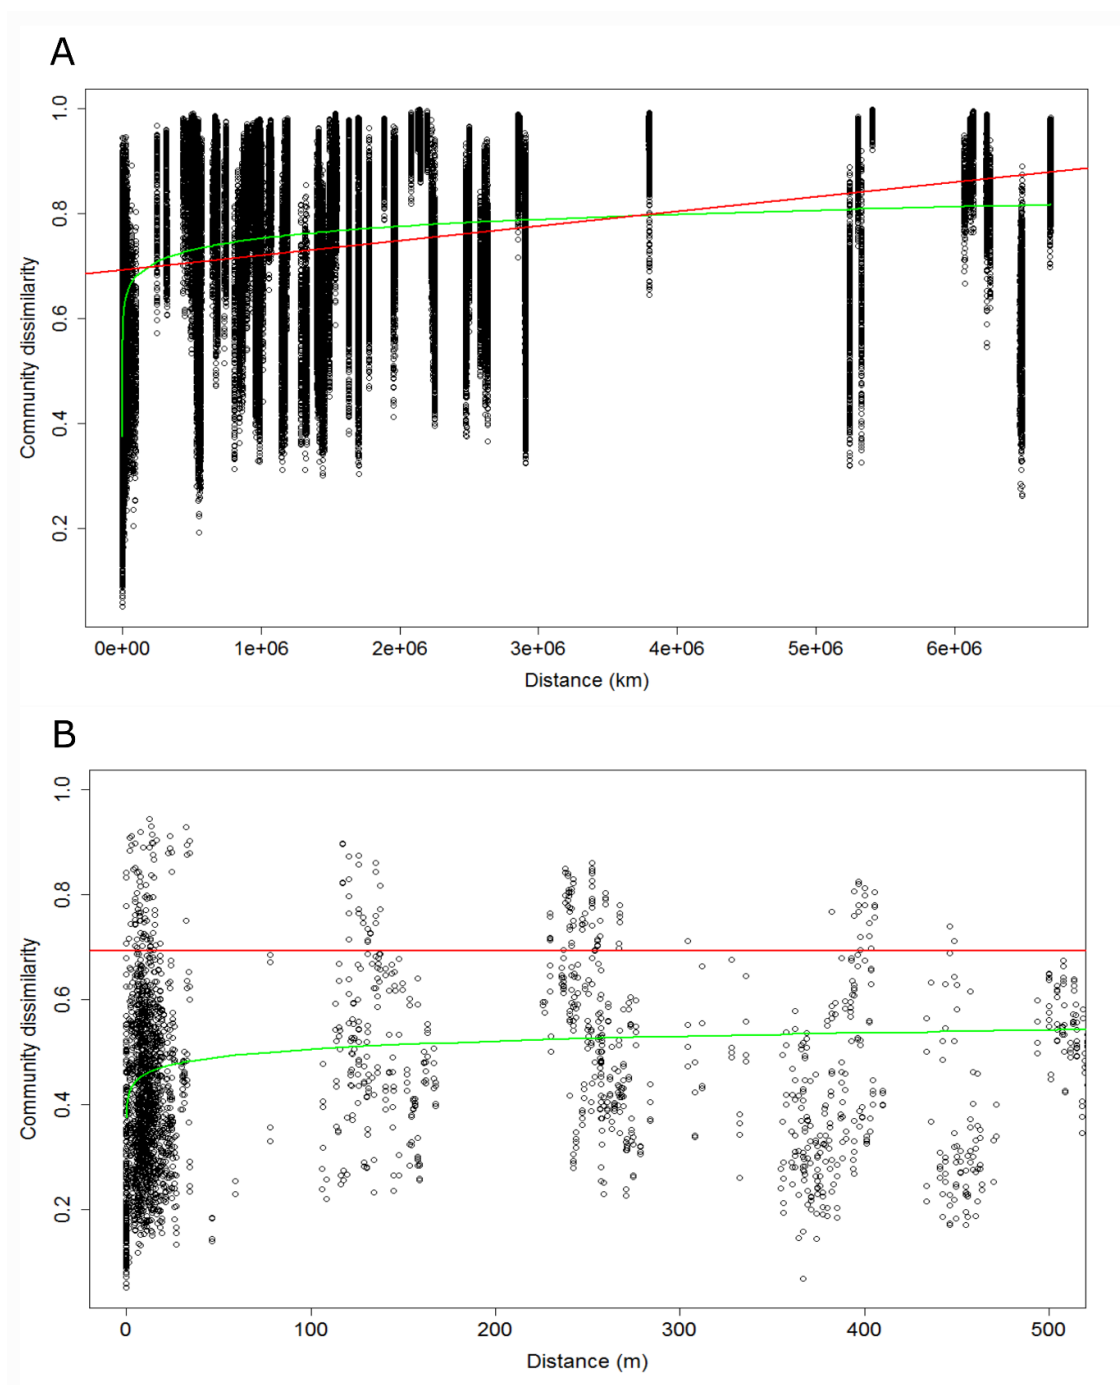 A
1.0
0.8
0.6
0.4
0.2
Community dissimilarity
0e+00 1e+06 2e+06 3e+06 4e+06 5e+06 6e+06
Distance (km)
B
1.0
0.8
0.6
0.4
0.2
Community dissimilarity
0 100 200 300 400 500
Distance (m)